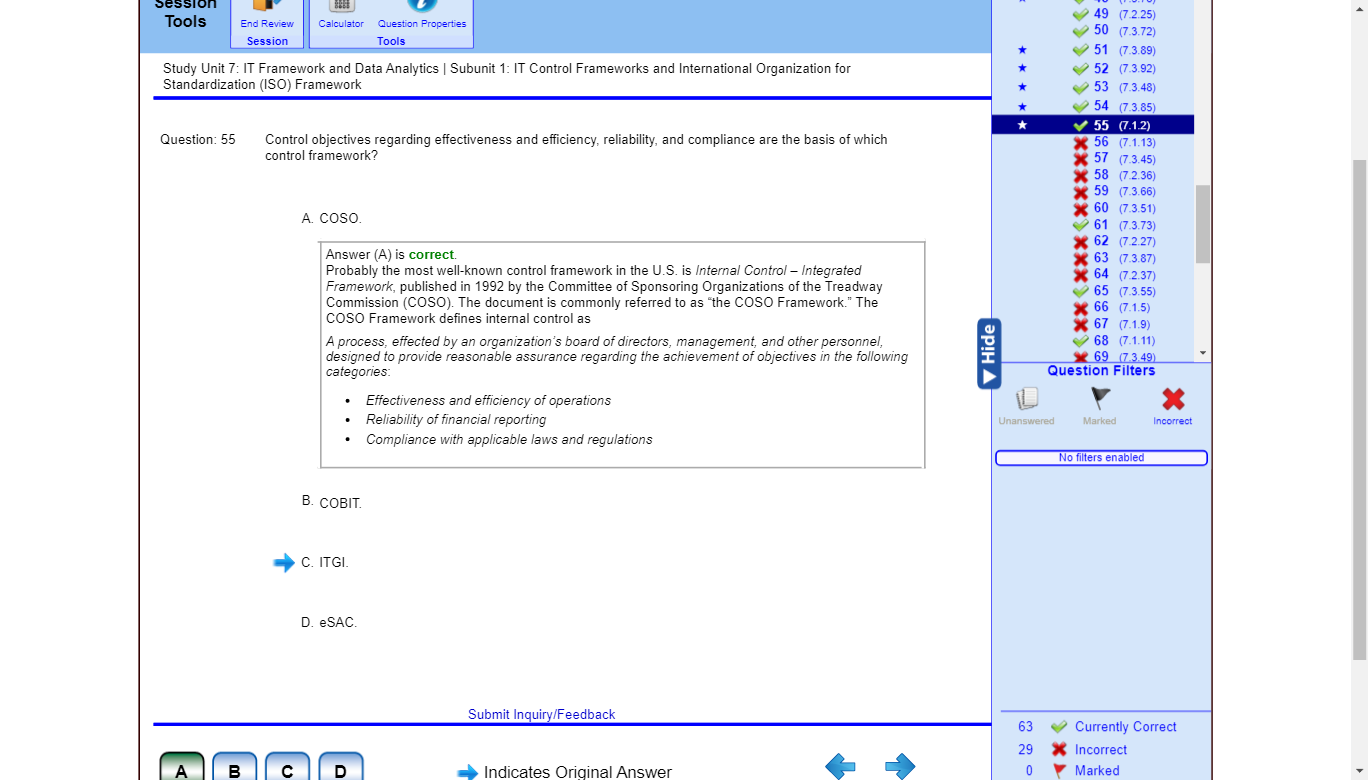 Session
Tools
End Review
Session
Calculator
Question Properties
Tools
Study Unit 7: IT Framework and Data Analytics | Subunit 1: IT Control Frameworks and International Organization for
Standardization (ISO) Framework
Question: 55
Control objectives regarding effectiveness and efficiency, reliability, and compliance are the basis of which
control framework?
A. COSO.
Answer (A) is correct.
Probably the most well-known control framework in the U.S. is Internal Control – Integrated
Framework, published in 1992 by the Committee of Sponsoring Organizations of the Treadway
Commission (COSO). The document is commonly referred to as “the COSO Framework.” The
COSO Framework defines internal control as
A process, effected by an organization’s board of directors, management, and other personnel,
designed to provide reasonable assurance regarding the achievement of objectives in the following
categories:
• Effectiveness and efficiency of operations
• Reliability of financial reporting
• Compliance with applicable laws and regulations
B. COBIT.
C. ITGI.
D. eSAC.
Submit Inquiry/Feedback
A B C D
Indicates Original Answer
49 (7.2.25)
50 (7.3.72)
51 (7.3.89)
52 (7.3.92)
53 (7.3.48)
54 (7.3.85)
55 (7.1.2)
56 (7.1.13)
57 (7.3.45)
58 (7.2.36)
59 (7.3.66)
60 (7.3.51)
61 (7.3.73)
62 (7.2.27)
63 (7.3.87)
64 (7.2.37)
65 (7.3.55)
66 (7.1.5)
67 (7.1.9)
68 (7.1.11)
69 (7.3.49)
Hide
Question Filters
Unanswered
Marked
Incorrect
No filters enabled
63 Currently Correct
29 Incorrect
0 Marked